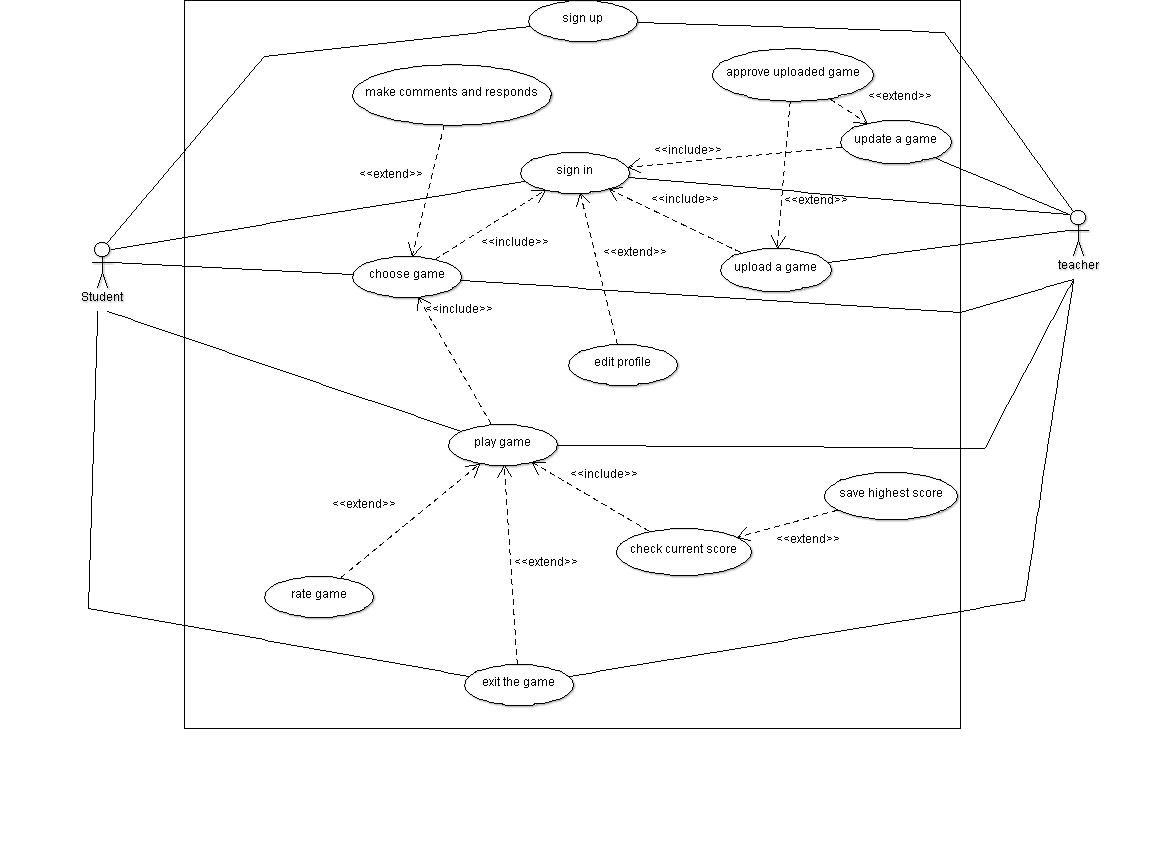 sign up
approve uploaded game
make comments and responds
<<extend>>
update a game
<<include>>
sign in
<<extend>>
<<include>>
<<extend>>
<<include>>
<<extend>>
teacher
choose game
upload a game
Student
<<include>>
edit profile
play game
<<include>>
save highest score
<<extend>>
<<extend>>
check current score
<<extend>>
rate game
exit the game